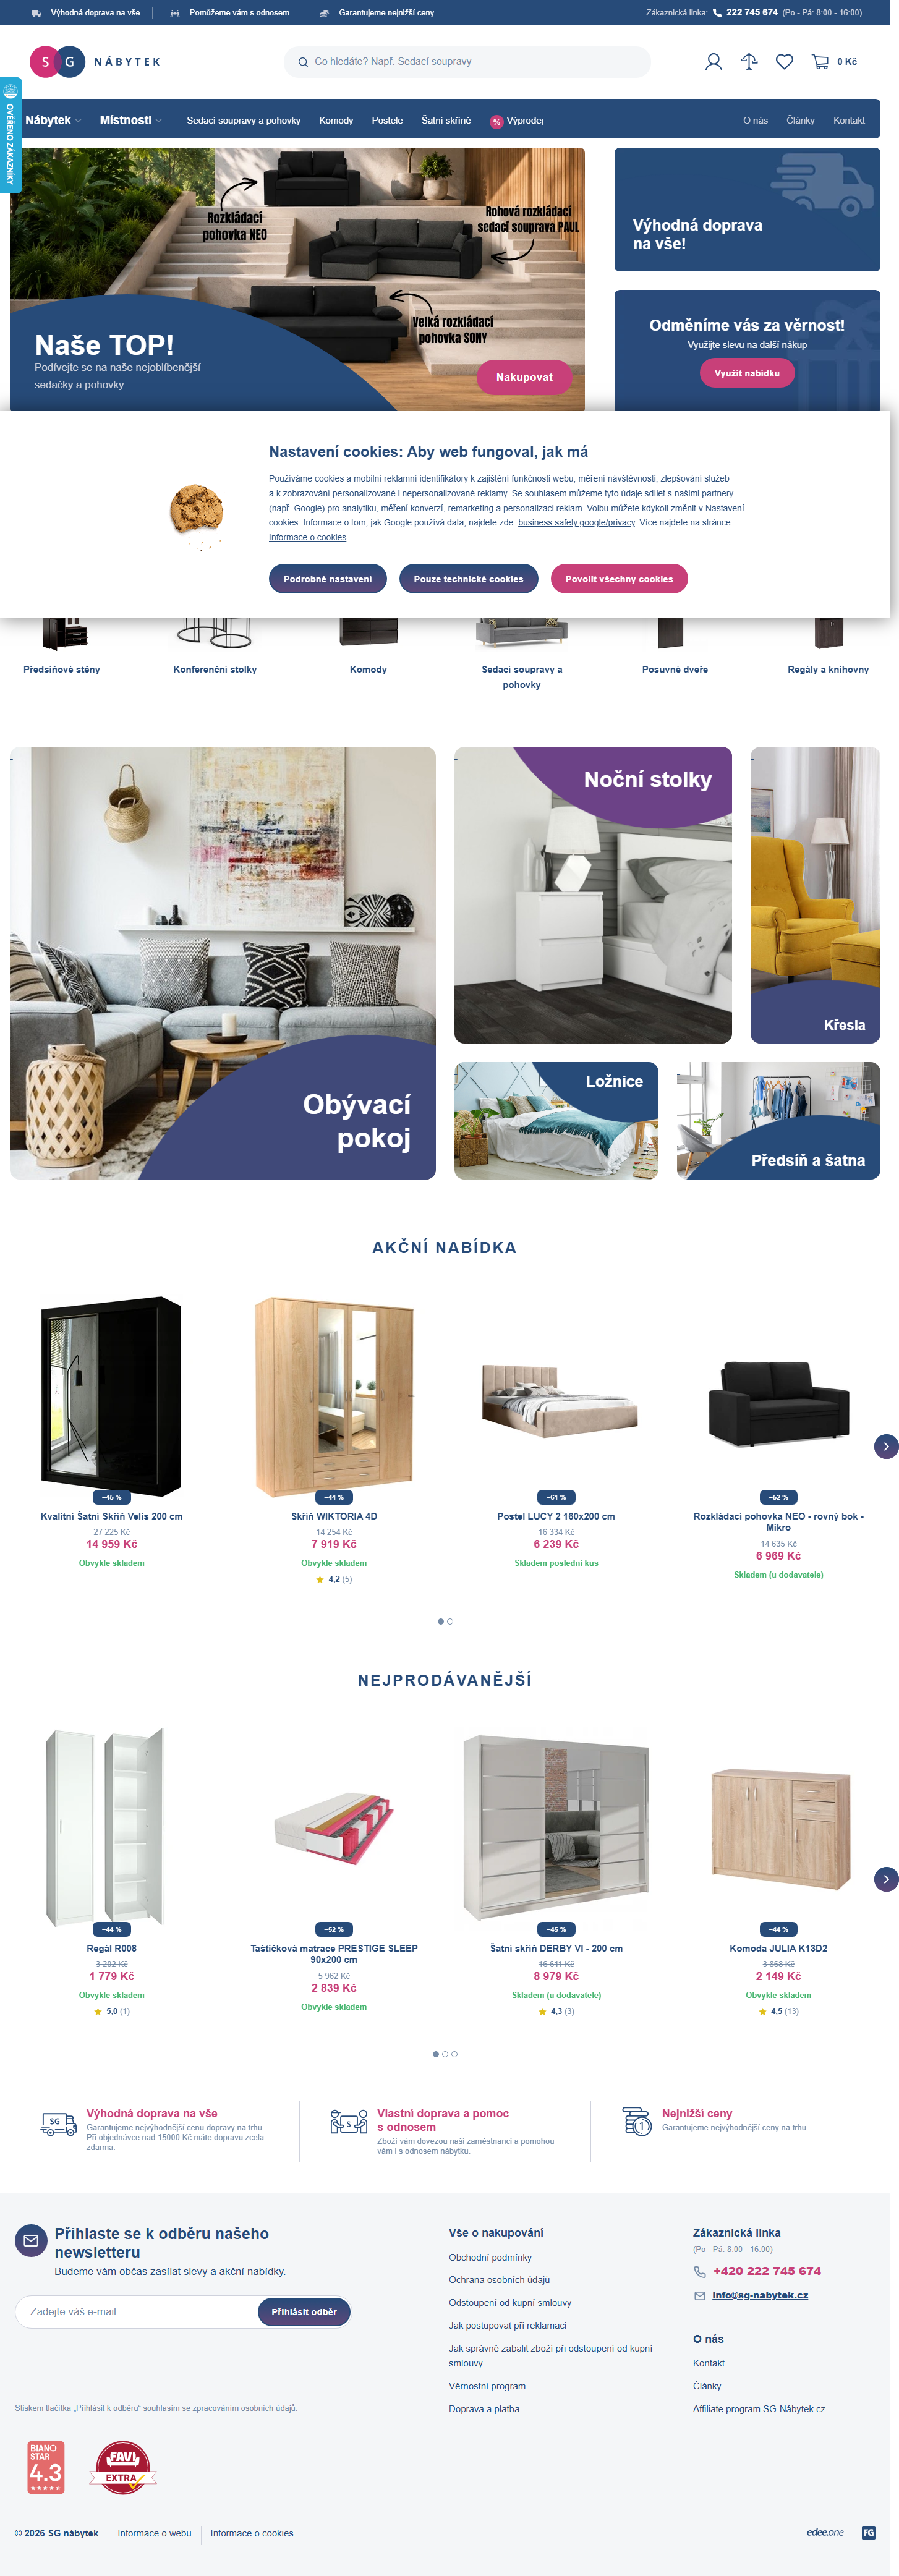 Výhodná doprava na vše
Pomůžeme vám s odnosem
Garantujeme nejnižší ceny
Zákaznická linka: 222 745 674 (Po - Pá: 8:00 - 16:00)
SG NÁBYTEK
Co hledáte? Např. Sedací soupravy
0 Kč
OVĚŘENO ZÁKAZNÍKY
Nábytek
Místnosti
Sedací soupravy a pohovky
Komody
Postele
Šatní skříně
% Výprodej
O nás
Články
Kontakt
Rozkládací
pohovka NEO
Rohová rozkládací
sedací souprava PAUL
Velká rozkládací
pohovka SONY
Naše TOP!
Podívejte se na naše nejoblíbenější
sedačky a pohovky
Nakupovat
Výhodná doprava
na vše!
Odměníme vás za věrnost!
Využijte slevu na další nákup
Využít nabídku
Nastavení cookies: Aby web fungoval, jak má
Používáme cookies a mobilní reklamní identifikátory k zajištění funkčnosti webu, měření návštěvnosti, zlepšování služeb
a k zobrazování personalizované i nepersonalizované reklamy. Se souhlasem můžeme tyto údaje sdílet s našimi partnery
(např. Google) pro analytiku, měření konverzí, remarketing a personalizaci reklam. Volbu můžete kdykoli změnit v Nastavení
cookies. Informace o tom, jak Google používá data, najdete zde: business.safety.google/privacy. Více najdete na stránce
Informace o cookies.
Podrobné nastavení
Pouze technické cookies
Povolit všechny cookies
Předsíňové stěny
Konferenční stolky
Komody
Sedací soupravy a
pohovky
Posuvné dveře
Regály a knihovny
Obývací
pokoj
Noční stolky
Křesla
Ložnice
Předsíň a šatna
AKČNÍ NABÍDKA
–45 %
Kvalitní Šatní Skříň Velis 200 cm
27 225 Kč
14 959 Kč
Obvykle skladem
–44 %
Skříň WIKTORIA 4D
14 254 Kč
7 919 Kč
Obvykle skladem
4,2 (5)
–61 %
Postel LUCY 2 160x200 cm
16 334 Kč
6 239 Kč
Skladem poslední kus
–52 %
Rozkládací pohovka NEO - rovný bok -
Mikro
14 635 Kč
6 969 Kč
Skladem (u dodavatele)
NEJPRODÁVANĚJŠÍ
–44 %
Regál R008
3 202 Kč
1 779 Kč
Obvykle skladem
5,0 (1)
–52 %
Taštičková matrace PRESTIGE SLEEP
90x200 cm
5 962 Kč
2 839 Kč
Obvykle skladem
–45 %
Šatní skříň DERBY VI - 200 cm
16 611 Kč
8 979 Kč
Skladem (u dodavatele)
4,3 (3)
–44 %
Komoda JULIA K13D2
3 868 Kč
2 149 Kč
Obvykle skladem
4,5 (13)
SG
Výhodná doprava na vše
Garantujeme nejvýhodnější cenu dopravy na trhu.
Při objednávce nad 15000 Kč máte dopravu zcela
zdarma.
S
Vlastní doprava a pomoc
s odnosem
Zboží vám dovezou naši zaměstnanci a pomohou
vám i s odnosem nábytku.
1
Nejnižší ceny
Garantujeme nejvýhodnější ceny na trhu.
Přihlaste se k odběru našeho
newsletteru
Budeme vám občas zasílat slevy a akční nabídky.
Zadejte váš e-mail
Přihlásit odběr
Stiskem tlačítka „Přihlásit k odběru“ souhlasím se zpracováním osobních údajů.
Vše o nakupování
Obchodní podmínky
Ochrana osobních údajů
Odstoupení od kupní smlouvy
Jak postupovat při reklamaci
Jak správně zabalit zboží při odstoupení od kupní
smlouvy
Věrnostní program
Doprava a platba
Zákaznická linka
(Po - Pá: 8:00 - 16:00)
+420 222 745 674
info@sg-nabytek.cz
O nás
Kontakt
Články
Affiliate program SG-Nábytek.cz
BIANO
STAR
4.3
FAVI
EXTRA
© 2026 SG nábytek
Informace o webu
Informace o cookies
edee.one
FG